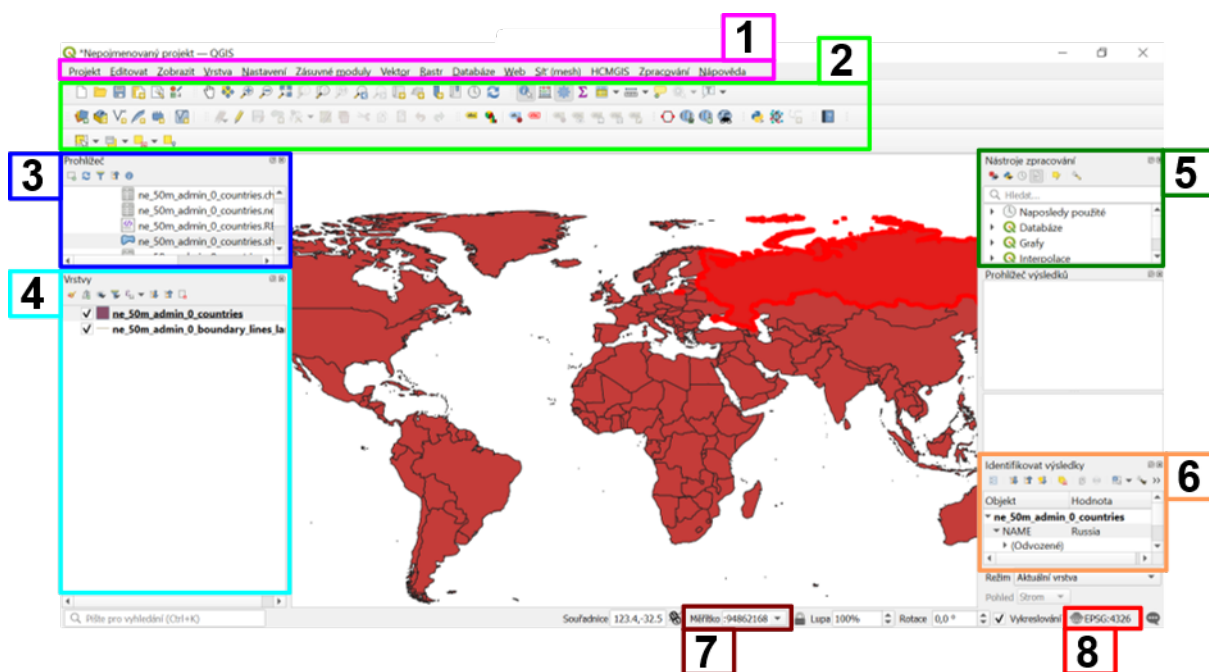 1
*Nepojmenovaný projekt — QGIS
2
Projekt Editovat Zobrazit Vrstva Nastavení Zásuvné moduly Vektor Rastr Databáze Web Síť (mesh) HCMGIS Zpracování Nápověda
3
Prohlížeč
ne_50m_admin_0_countries.ch
ne_50m_admin_0_countries.ne
ne_50m_admin_0_countries.RE
ne_50m_admin_0_countries.sh
4
Vrstvy
ne_50m_admin_0_countries
ne_50m_admin_0_boundary_lines_la
5
Nástroje zpracování
Hledat...
Naposledy použité
Databáze
Grafy
Interpolace
Prohlížeč výsledků
6
Identifikovat výsledky
Objekt Hodnota
ne_50m_admin_0_countries
NAME Russia
(Odvozené)
Režim Aktuální vrstva
Pohled Strom
Pište pro vyhledání (Ctrl+K) Souřadnice 123.4,-32.5 Měřítko :94862168 Lupa 100% Rotace 0,0 ° Vykreslování EPSG:4326
7
8